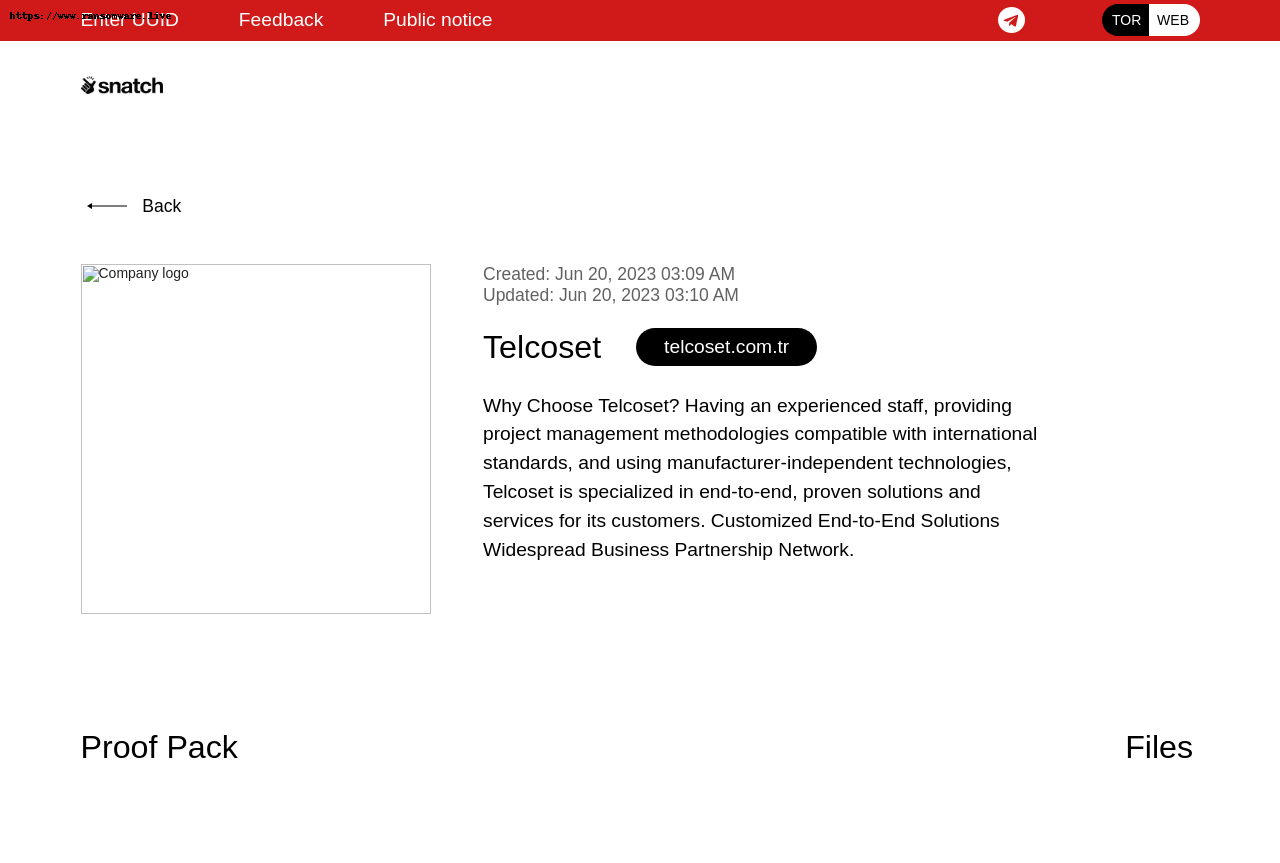 https://www.ransomware.live
Enter UUID
Feedback
Public notice
TOR
WEB
snatch
Back
Company logo
Created: Jun 20, 2023 03:09 AM
Updated: Jun 20, 2023 03:10 AM
Telcoset
telcoset.com.tr
Why Choose Telcoset? Having an experienced staff, providing
project management methodologies compatible with international
standards, and using manufacturer-independent technologies,
Telcoset is specialized in end-to-end, proven solutions and
services for its customers. Customized End-to-End Solutions
Widespread Business Partnership Network.
Proof Pack
Files